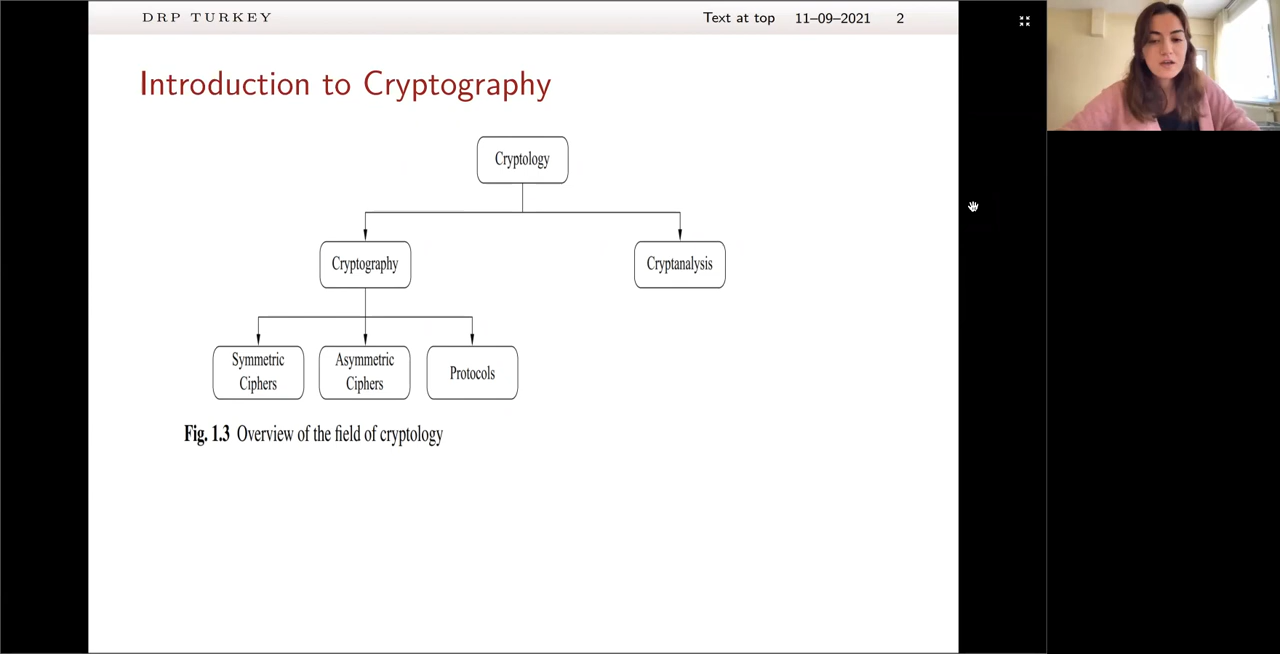 DRP TURKEY
Text at top 11–09–2021 2
Introduction to Cryptography
Cryptology
Cryptography
Cryptanalysis
Symmetric
Ciphers
Asymmetric
Ciphers
Protocols
Fig. 1.3 Overview of the field of cryptology